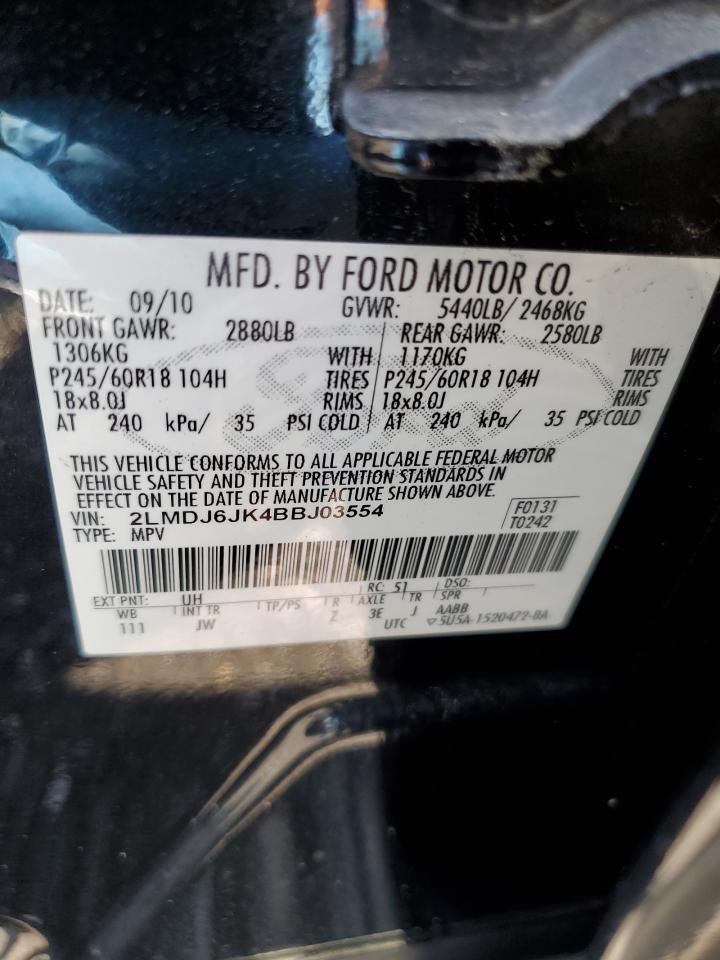 MFD. BY FORD MOTOR CO.
DATE: 09/10 GVWR: 5440LB/ 2468KG
FRONT GAWR: 2880LB REAR GAWR: 2580LB
1306KG WITH 1170KG WITH
P245/60R18 104H TIRES P245/60R18 104H TIRES
18x8.0J RIMS 18x8.0J RIMS
AT 240 kPa/ 35 PSI COLD AT 240 kPa/ 35 PSI COLD
THIS VEHICLE CONFORMS TO ALL APPLICABLE FEDERAL MOTOR
VEHICLE SAFETY AND THEFT PREVENTION STANDARDS IN
EFFECT ON THE DATE OF MANUFACTURE SHOWN ABOVE.
VIN: 2LMDJ6JK4BBJ03554 F0131
TYPE: MPV T0242
EXT PNT: UH RC: 51 DSO:
WB INT TR TP/PS R AXLE TR SPR
111 JW Z 3E J AABB
UTC ▽5U5A-1520472-BA